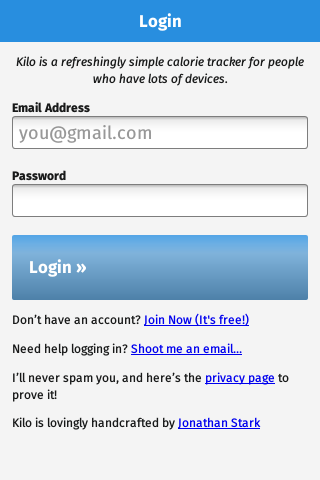 Login
Kilo is a refreshingly simple calorie tracker for people
who have lots of devices.
Email Address
you@gmail.com
Password
Login »
Don’t have an account? Join Now (It's free!)
Need help logging in? Shoot me an email...
I’ll never spam you, and here’s the privacy page to
prove it!
Kilo is lovingly handcrafted by Jonathan Stark